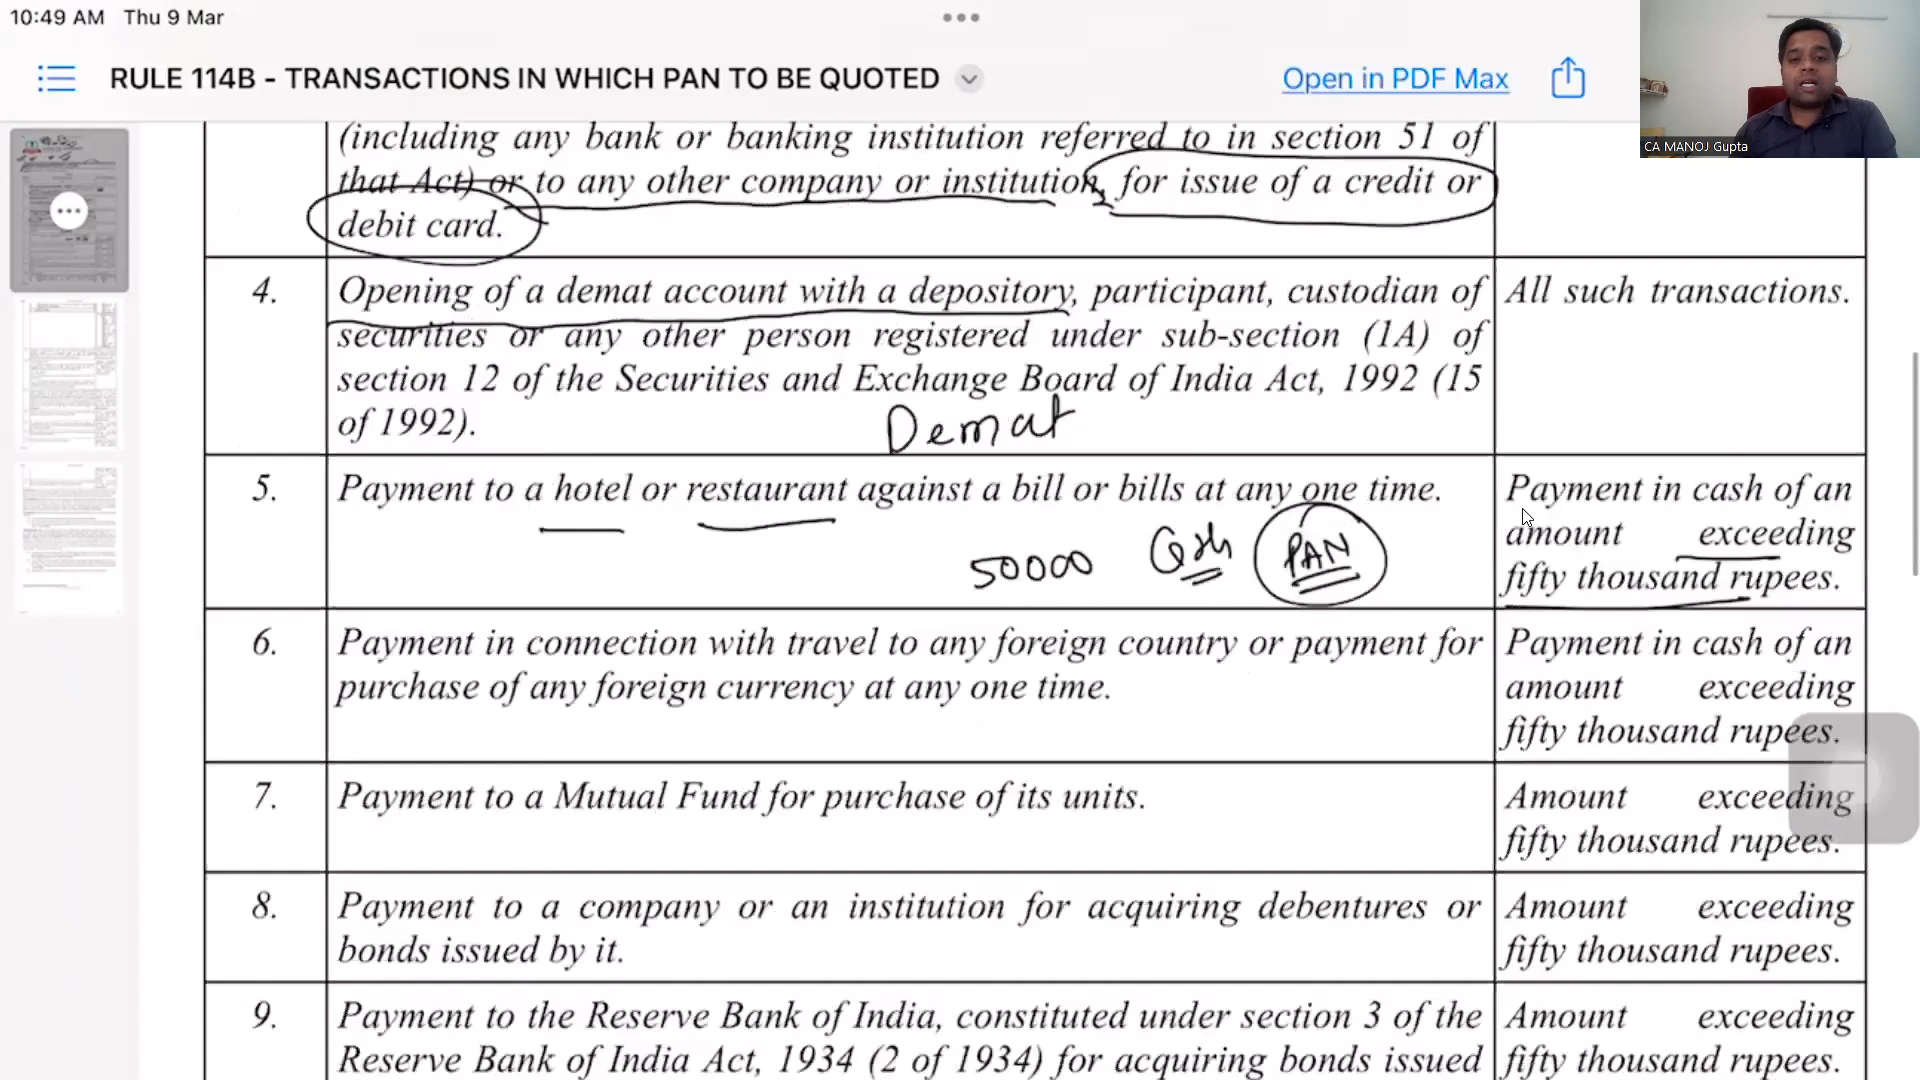 10:49 AM Thu 9 Mar
RULE 114B - TRANSACTIONS IN WHICH PAN TO BE QUOTED
Open in PDF Max
CA MANOJ Gupta
(including any bank or banking institution referred to in section 51 of
that Act) or to any other company or institution, for issue of a credit or
debit card.
4.
Opening of a demat account with a depository, participant, custodian of
securities or any other person registered under sub-section (1A) of
section 12 of the Securities and Exchange Board of India Act, 1992 (15
of 1992).
Demat
All such transactions.
5.
Payment to a hotel or restaurant against a bill or bills at any one time.
50000 Cash PAN
Payment in cash of an
amount exceeding
fifty thousand rupees.
6.
Payment in connection with travel to any foreign country or payment for
purchase of any foreign currency at any one time.
Payment in cash of an
amount exceeding
fifty thousand rupees.
7.
Payment to a Mutual Fund for purchase of its units.
Amount exceeding
fifty thousand rupees.
8.
Payment to a company or an institution for acquiring debentures or
bonds issued by it.
Amount exceeding
fifty thousand rupees.
9.
Payment to the Reserve Bank of India, constituted under section 3 of the
Reserve Bank of India Act, 1934 (2 of 1934) for acquiring bonds issued
Amount exceeding
fifty thousand rupees.